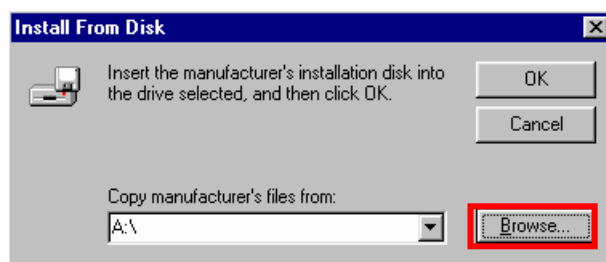 Install From Disk
Insert the manufacturer's installation disk into
the drive selected, and then click OK.
OK
Cancel
Copy manufacturer's files from:
A:\
Browse...